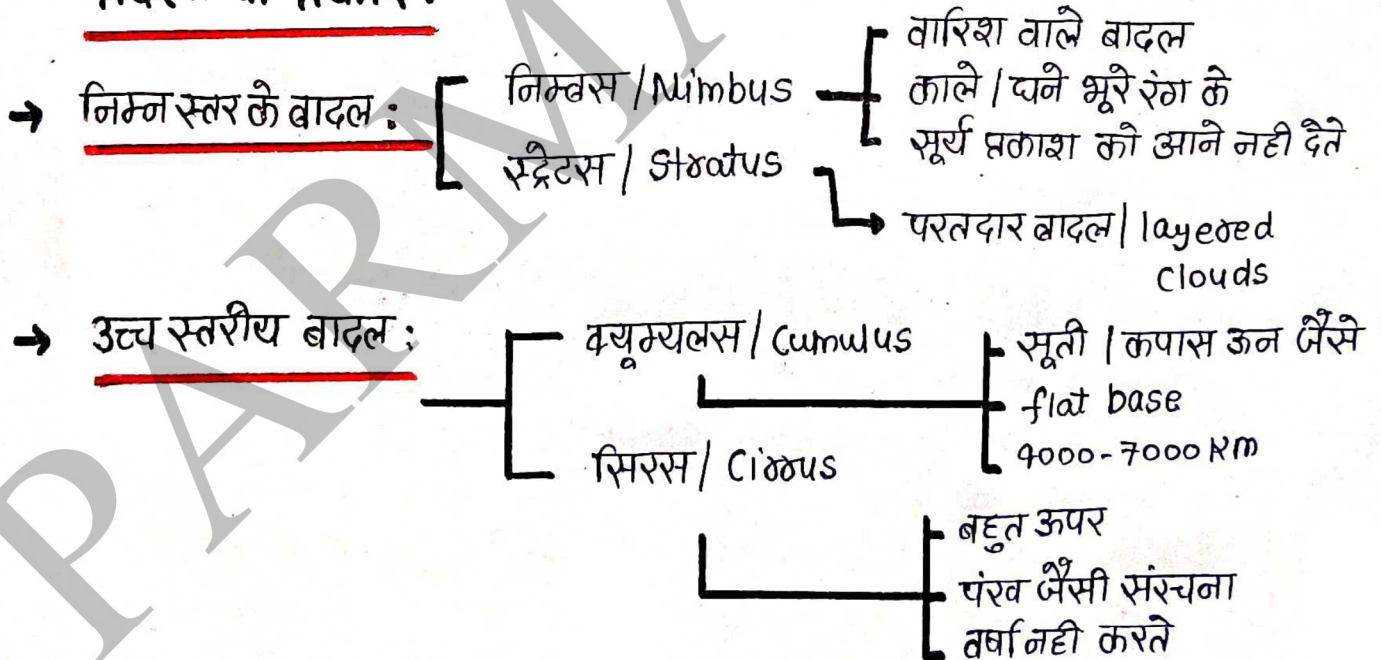 → निम्न स्तर के बादल :
निम्बस / Nimbus
वारिश वाले बादल
काले / घने भूरे रंग के
सूर्य प्रकाश को आने नही देते
स्ट्रेटस / Stratus
→ परतदार बादल / layered
clouds
→ उच्च स्तरीय बादल :
क्यूम्यलस / Cumulus
सूती / कपास ऊन जैसे
flat base
4000-7000 Km
सिरस / Cirrus
बहुत ऊपर
पंख जैसी संरचना
वर्षा नही करते
PARMA